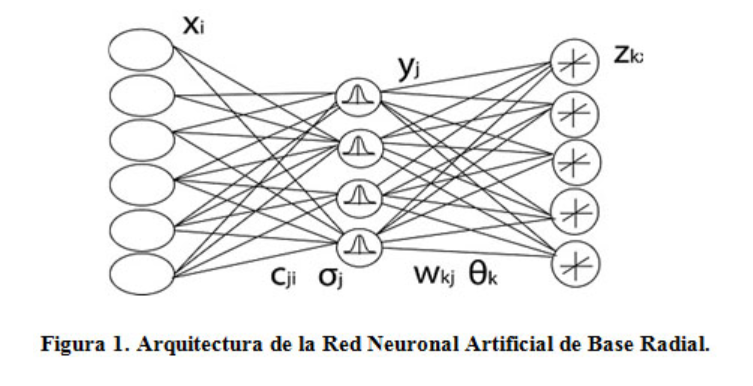 xi
yj
zk:
cji σj
wkj θk
Figura 1. Arquitectura de la Red Neuronal Artificial de Base Radial.